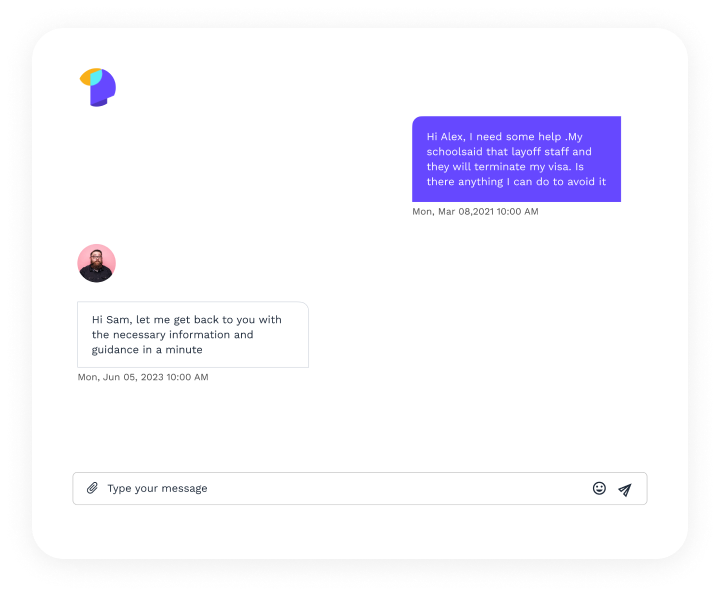 Hi Alex, I need some help .My
schoolsaid that layoff staff and
they will terminate my visa. Is
there anything I can do to avoid it
Mon, Mar 08,2021 10:00 AM
Hi Sam, let me get back to you with
the necessary information and
guidance in a minute
Mon, Jun 05, 2023 10:00 AM
Type your message